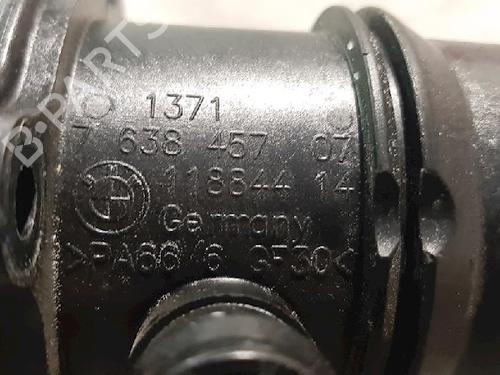 1371
7 638 457 07
118844 14
Germany
>PA66/6 GF30<
B-PARTS